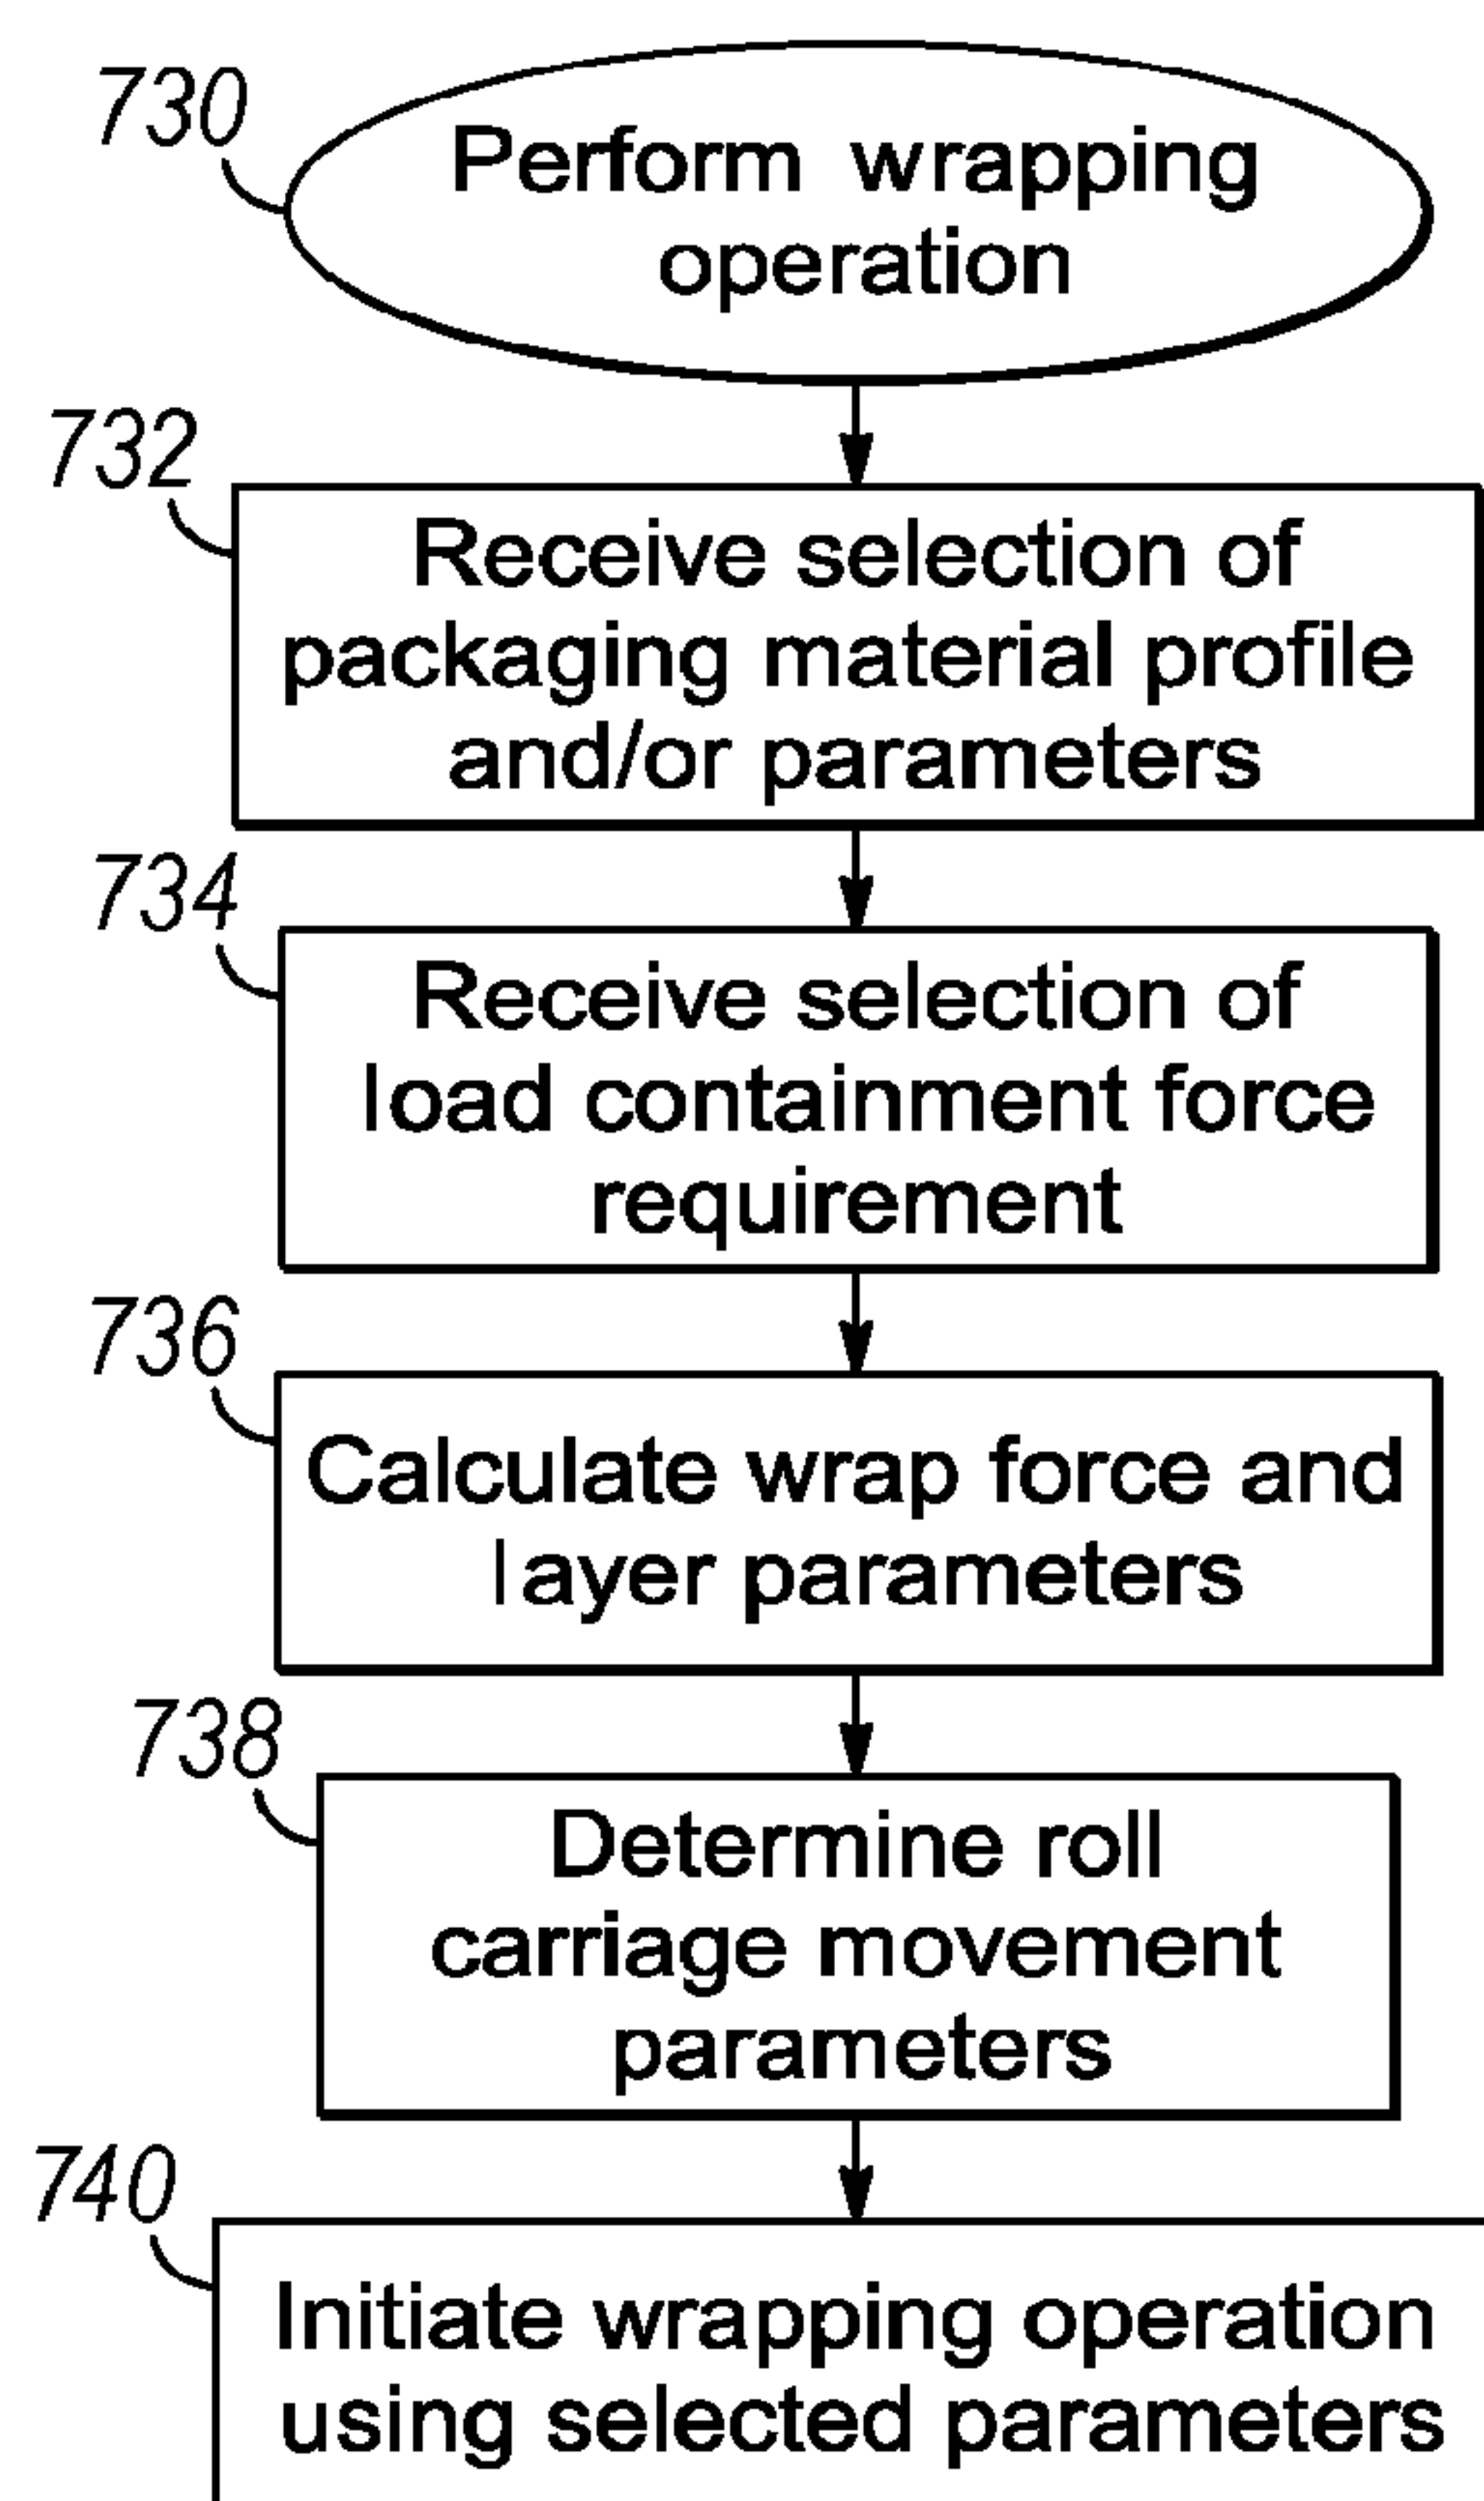 730
Perform wrapping
operation
732
Receive selection of
packaging material profile
and/or parameters
734
Receive selection of
load containment force
requirement
736
Calculate wrap force and
layer parameters
738
Determine roll
carriage movement
parameters
740
Initiate wrapping operation
using selected parameters